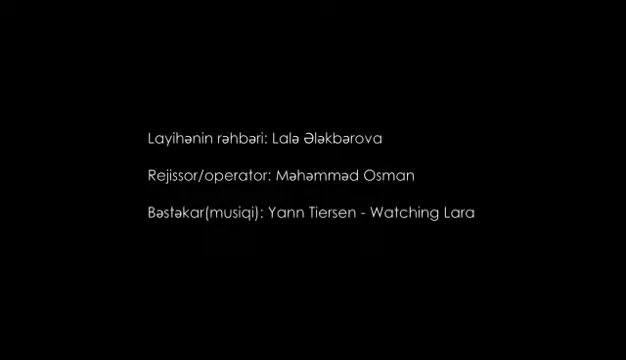 Layihənin rəhbəri: Lalə Ələkbərova
Rejissor/operator: Məhəmməd Osman
Bəstəkar(musiqi): Yann Tiersen - Watching Lara